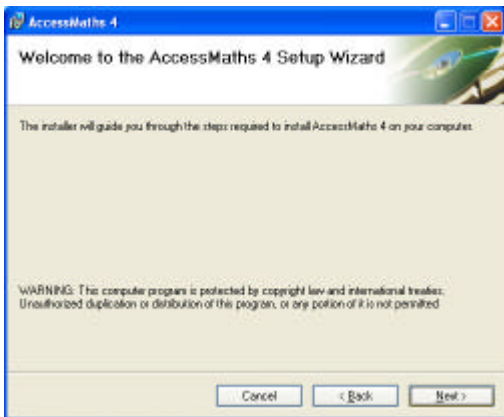 AccessMaths 4
Welcome to the AccessMaths 4 Setup Wizard
The installer will guide you through the steps required to install AccessMaths 4 on your computer.
WARNING: This computer program is protected by copyright law and international treaties.
Unauthorized duplication or distribution of this program, or any portion of it is not permitted
Cancel
< Back
Next >